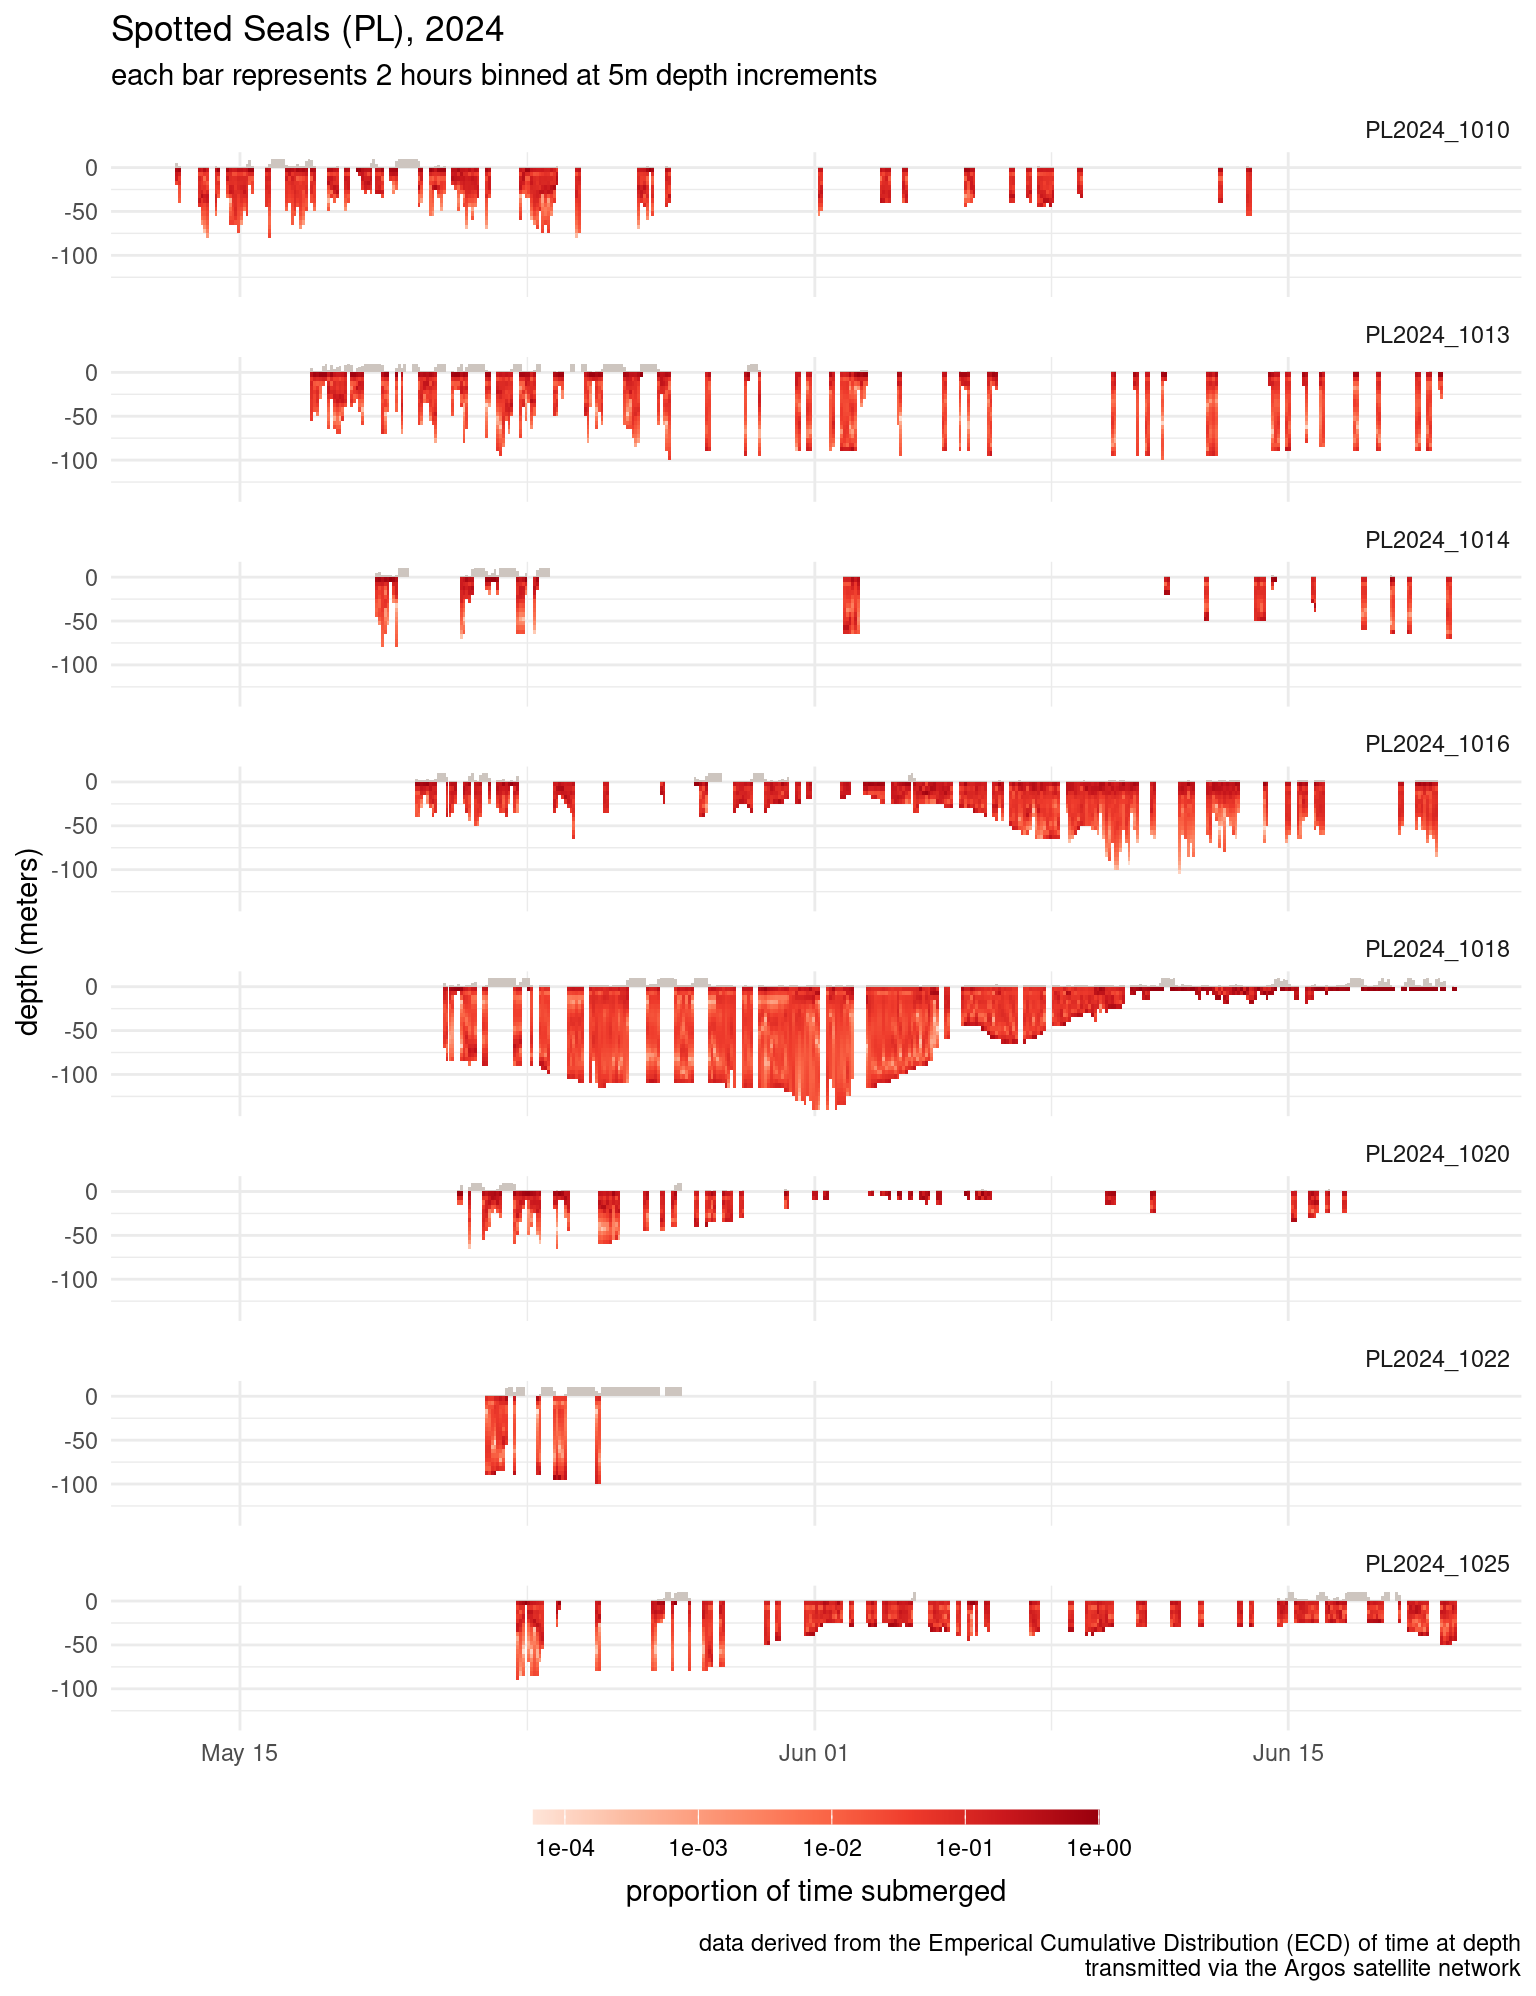 Spotted Seals (PL), 2024
each bar represents 2 hours binned at 5m depth increments
PL2024_1010
0
-50
-100
PL2024_1013
0
-50
-100
PL2024_1014
0
-50
-100
PL2024_1016
0
-50
-100
PL2024_1018
0
-50
-100
PL2024_1020
0
-50
-100
PL2024_1022
0
-50
-100
PL2024_1025
0
-50
-100
depth (meters)
May 15 Jun 01 Jun 15
1e-04 1e-03 1e-02 1e-01 1e+00
proportion of time submerged
data derived from the Emperical Cumulative Distribution (ECD) of time at depth
transmitted via the Argos satellite network